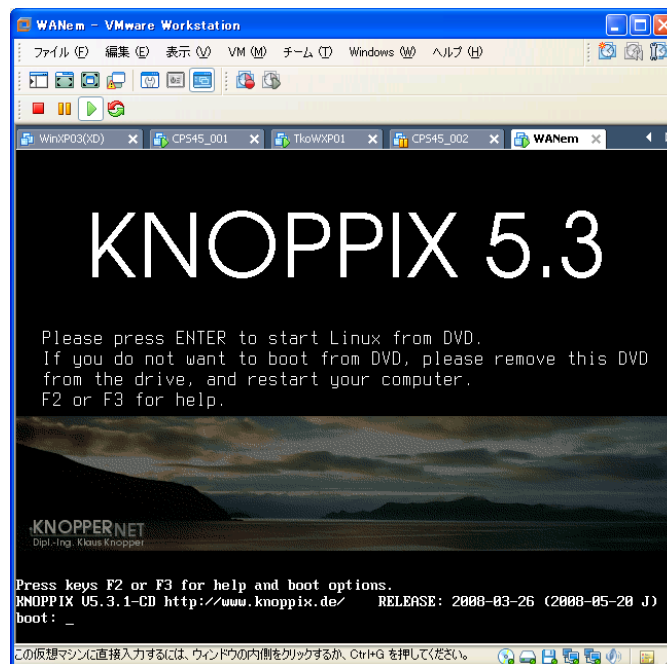 WANem - VMware Workstation
ファイル (F) 編集 (E) 表示 (V) VM (M) チーム (T) Windows (W) ヘルプ (H)
WinXP03(XD) CPS45_001 TkoWXP01 CPS45_002 WANem
KNOPPIX 5.3
Please press ENTER to start Linux from DVD.
If you do not want to boot from DVD, please remove this DVD
from the drive, and restart your computer.
F2 or F3 for help.
KNOPPER.NET
Dipl.-Ing. Klaus Knopper
Press keys F2 or F3 for help and boot options.
KNOPPIX V5.3.1-CD http://www.knoppix.de/ RELEASE: 2008-03-26 (2008-05-20 J)
boot: _
この仮想マシンに直接入力するには、ウィンドウの内側をクリックするか、Ctrl+G を押してください。